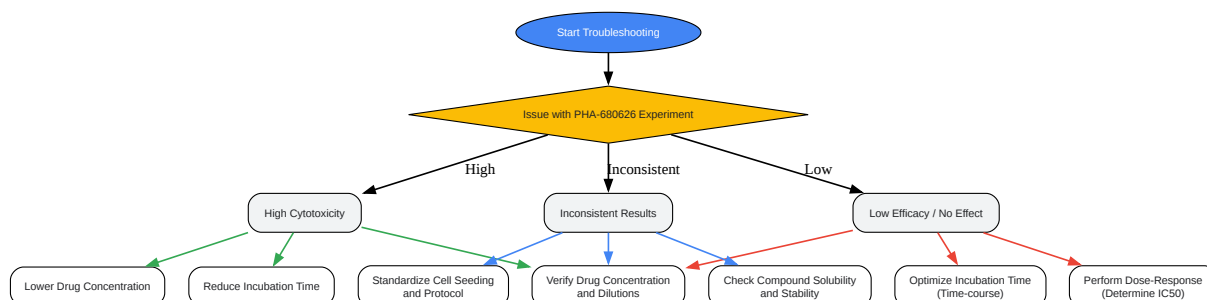 Start Troubleshooting
Issue with PHA-680626 Experiment
High
Inconsistent
Low
High Cytotoxicity
Inconsistent Results
Low Efficacy / No Effect
Lower Drug Concentration
Reduce Incubation Time
Standardize Cell Seeding
and Protocol
Verify Drug Concentration
and Dilutions
Check Compound Solubility
and Stability
Optimize Incubation Time
(Time-course)
Perform Dose-Response
(Determine IC50)